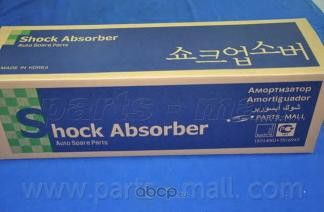 Shock Absorber
Auto Spare Parts
쇼크업소버
MADE IN KOREA
Амортизатор
Amortiguador
Shock Absorber
Auto Spare Parts
PARTS-MALL
www.parts-mall.com